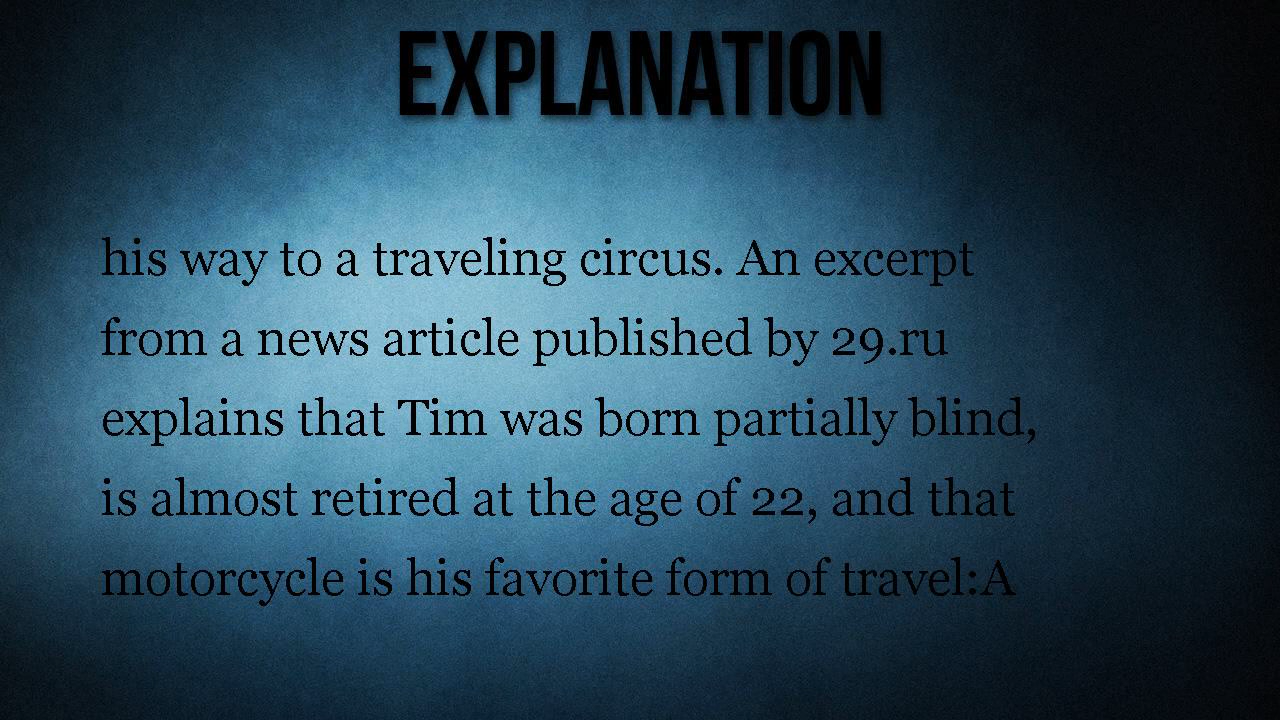 EXPLANATION
his way to a traveling circus. An excerpt
from a news article published by 29.ru
explains that Tim was born partially blind,
is almost retired at the age of 22, and that
motorcycle is his favorite form of travel:A